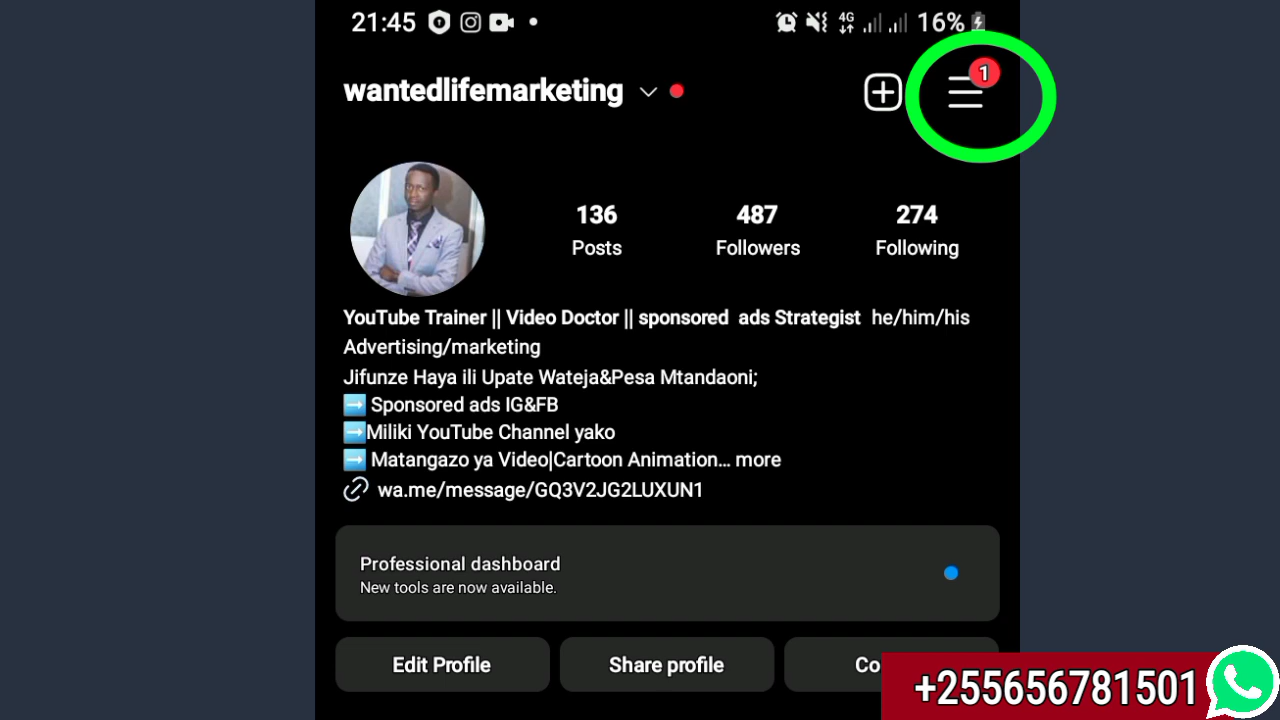 21:45
4G
16%
wantedlifemarketing
1
136 487 274
Posts Followers Following
YouTube Trainer || Video Doctor || sponsored ads Strategist he/him/his
Advertising/marketing
Jifunze Haya ili Upate Wateja&Pesa Mtandaoni;
➡️ Sponsored ads IG&FB
➡️Miliki YouTube Channel yako
➡️ Matangazo ya Video|Cartoon Animation... more
wa.me/message/GQ3V2JG2LUXUN1
Professional dashboard
New tools are now available.
Edit Profile Share profile Co
+255656781501